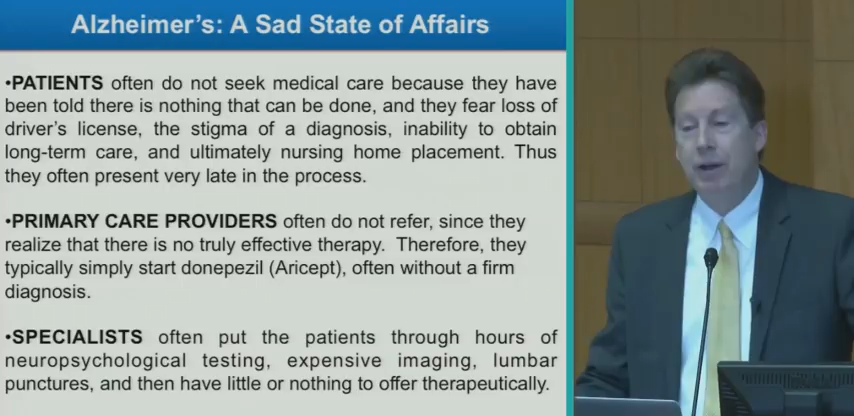 Alzheimer's: A Sad State of Affairs
•PATIENTS often do not seek medical care because they have
been told there is nothing that can be done, and they fear loss of
driver's license, the stigma of a diagnosis, inability to obtain
long-term care, and ultimately nursing home placement. Thus
they often present very late in the process.
•PRIMARY CARE PROVIDERS often do not refer, since they
realize that there is no truly effective therapy. Therefore, they
typically simply start donepezil (Aricept), often without a firm
diagnosis.
•SPECIALISTS often put the patients through hours of
neuropsychological testing, expensive imaging, lumbar
punctures, and then have little or nothing to offer therapeutically.